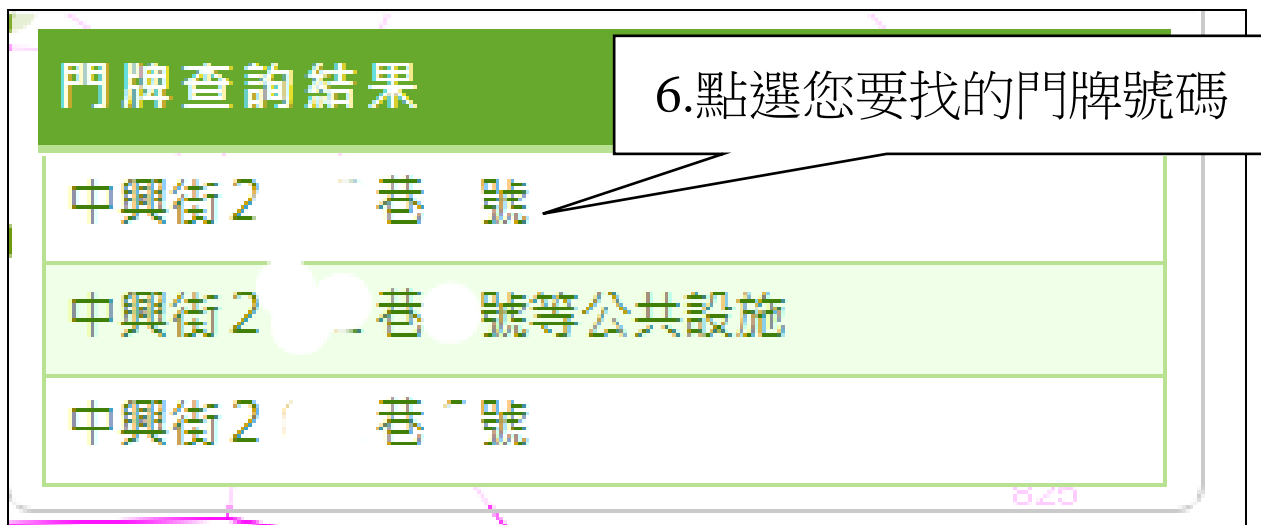 門牌查詢結果
6.點選您要找的門牌號碼
中興街2 巷 號
中興街2 巷 號等公共設施
中興街2 巷 號
825